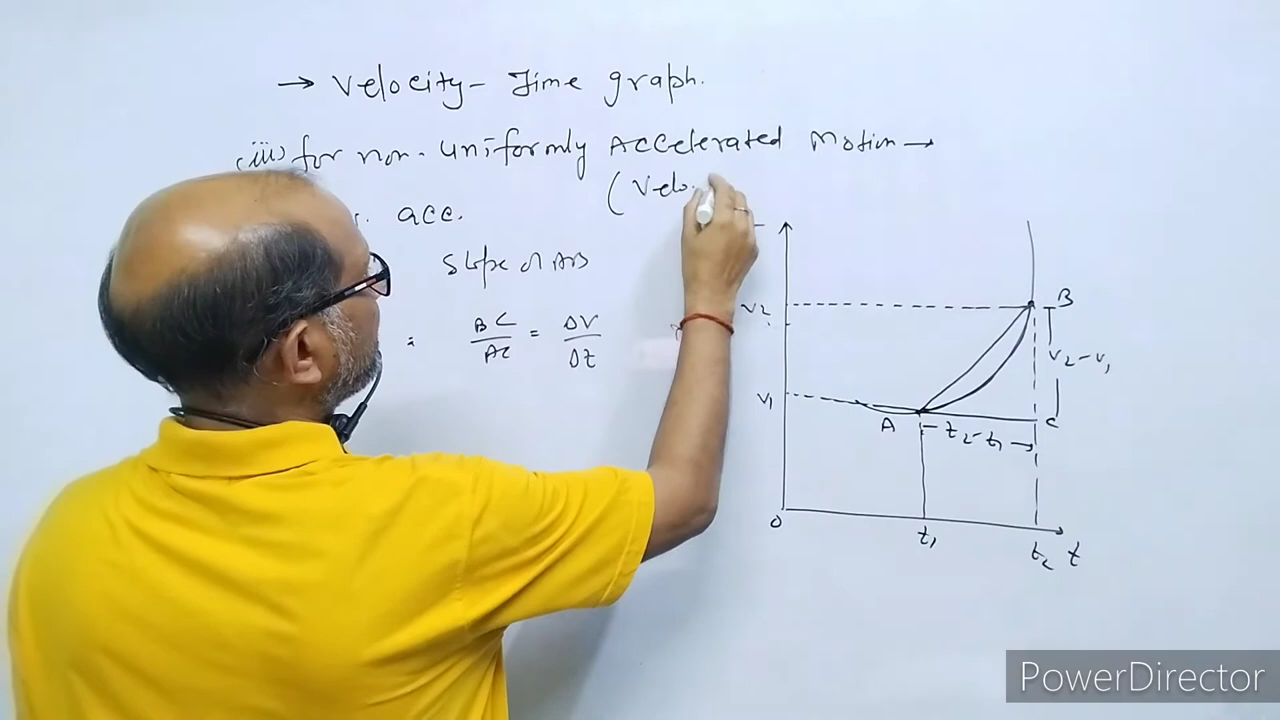 → Velocity - Time graph.
(iii) for non-uniformly Accelerated Motion →
(Velo
acc.
Slope of AB
= BC/AC = ΔV/Δt
V2
B
V2 - V1
V1
A
t2 - t1
C
O
t1
t2
t
PowerDirector